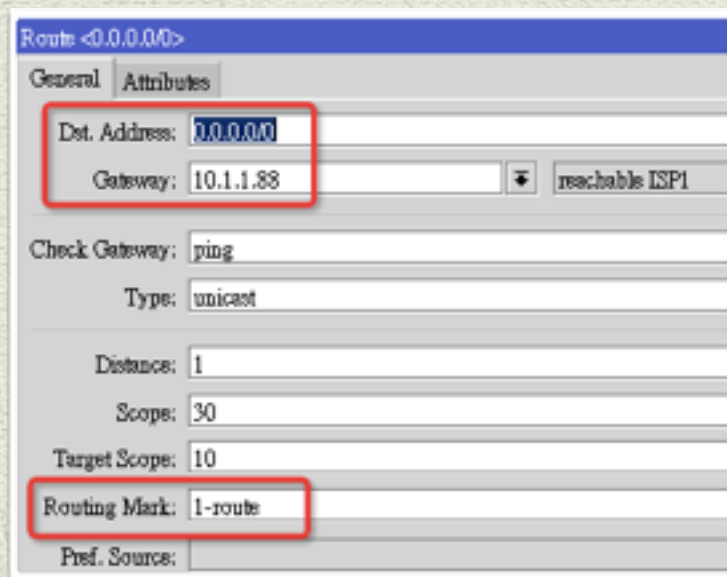 Route <0.0.0.0/0>
General Attributes
Dst. Address: 0.0.0.0/0
Gateway: 10.1.1.88 reachable ISP1
Check Gateway: ping
Type: unicast
Distance: 1
Scope: 30
Target Scope: 10
Routing Mark: 1-route
Pref. Source: